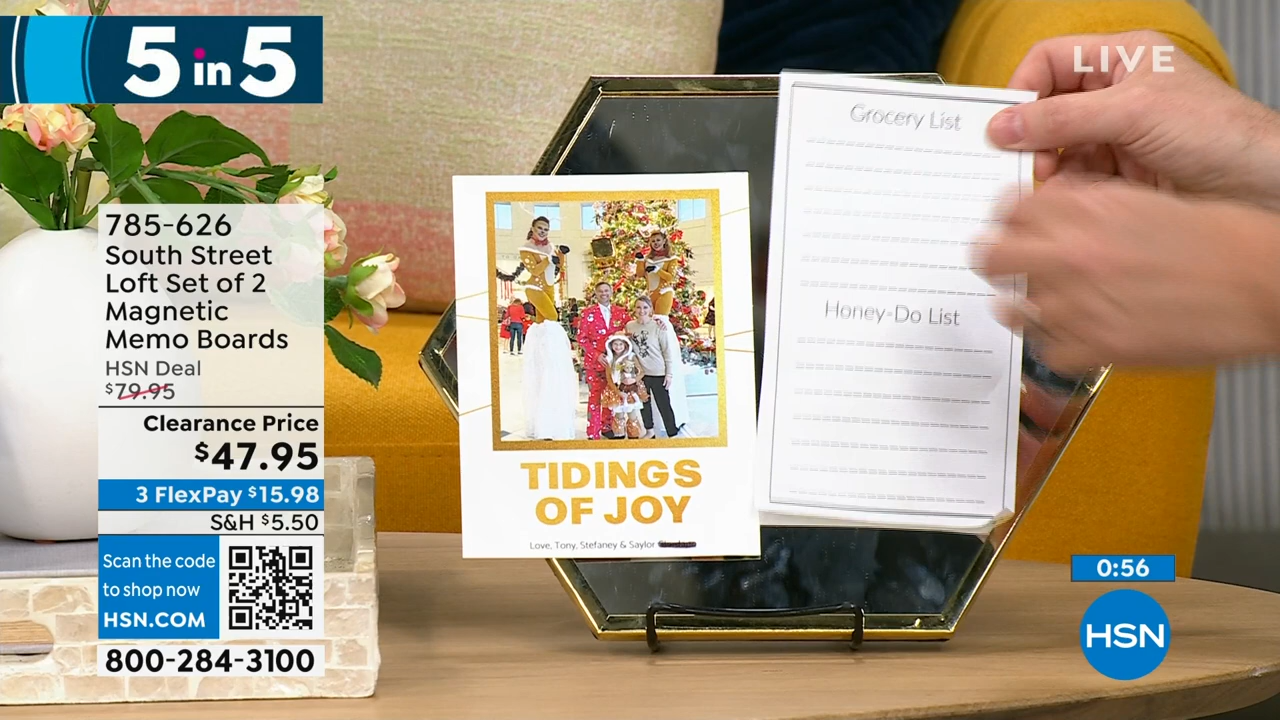 5 in 5
LIVE
785-626
South Street
Loft Set of 2
Magnetic
Memo Boards
HSN Deal
$79.95
Clearance Price
$47.95
3 FlexPay $15.98
S&H $5.50
Scan the code
to shop now
HSN.COM
800-284-3100
TIDINGS
OF JOY
Love, Tony, Stefaney & Saylor
Grocery List
Honey-Do List
0:56
HSN